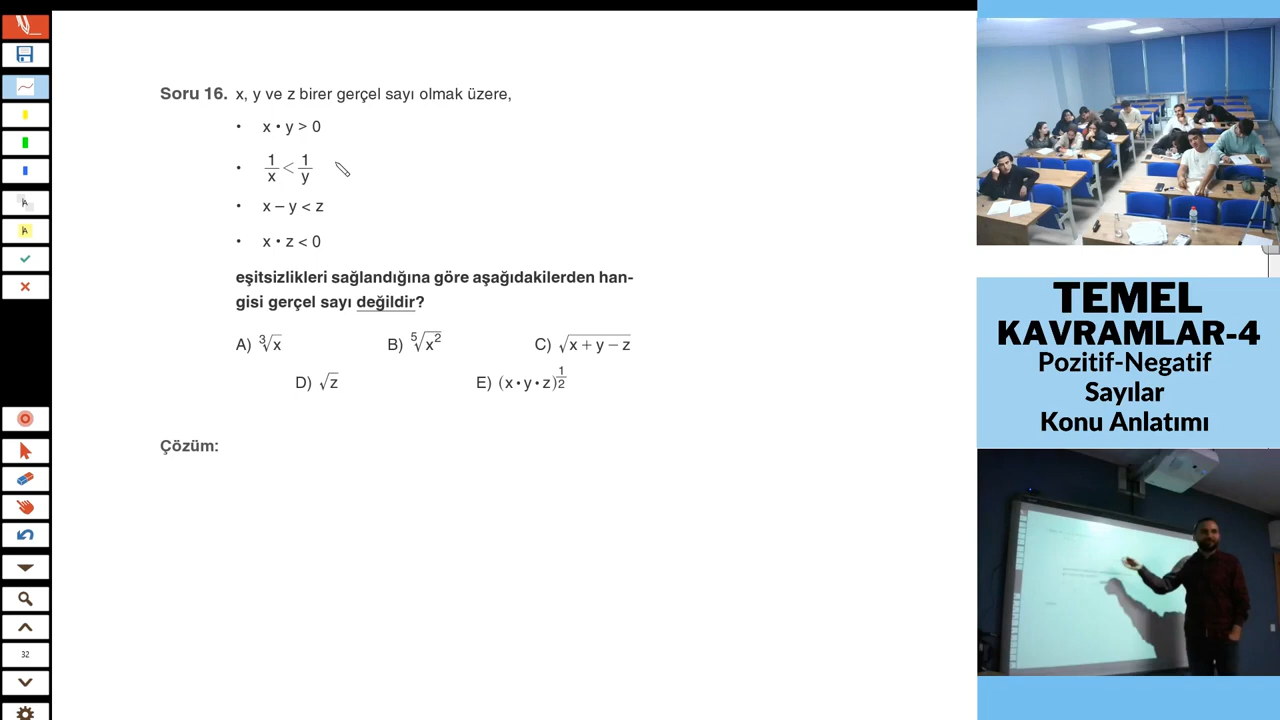 Soru 16. x, y ve z birer gerçel sayı olmak üzere,
• x • y > 0
• 1/x < 1/y
• x – y < z
• x • z < 0
eşitsizlikleri sağlandığına göre aşağıdakilerden han-
gisi gerçel sayı değildir?
A) ∛x B) ⁵√x² C) √(x + y – z)
D) √z E) (x • y • z)^(1/2)
Çözüm:
32
TEMEL
KAVRAMLAR-4
Pozitif-Negatif
Sayılar
Konu Anlatımı